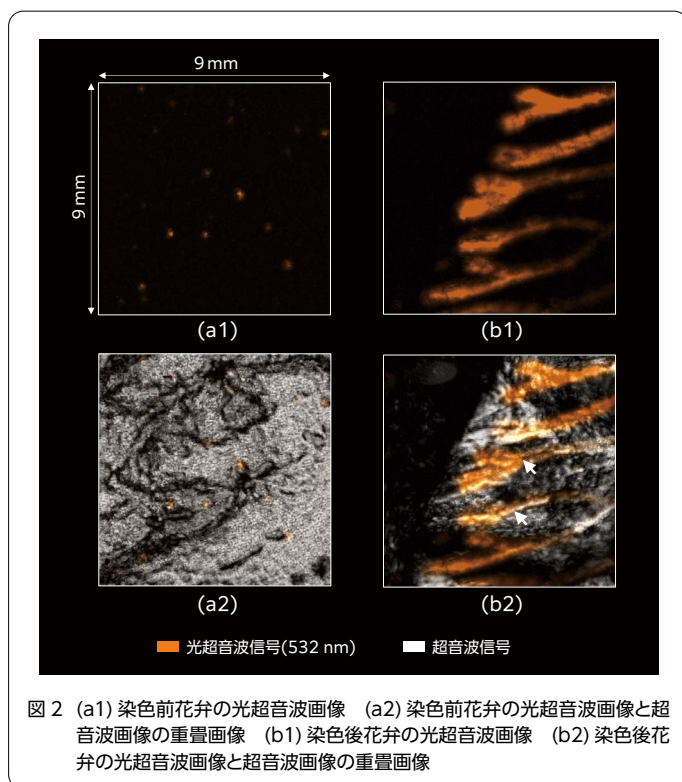 9 mm
9 mm
(a1)
(b1)
(a2)
(b2)
光超音波信号(532 nm)
超音波信号
図 2 (a1) 染色前花弁の光超音波画像 (a2) 染色前花弁の光超音波画像と超
音波画像の重畳画像 (b1) 染色後花弁の光超音波画像 (b2) 染色後花
弁の光超音波画像と超音波画像の重畳画像